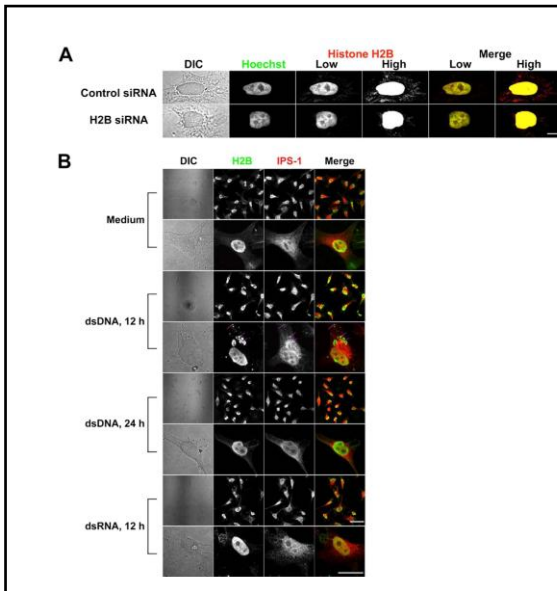 A
Histone H2B Merge
DIC Hoechst Low High Low High
Control siRNA
H2B siRNA
B
DIC H2B IPS-1 Merge
Medium
dsDNA, 12 h
dsDNA, 24 h
dsRNA, 12 h